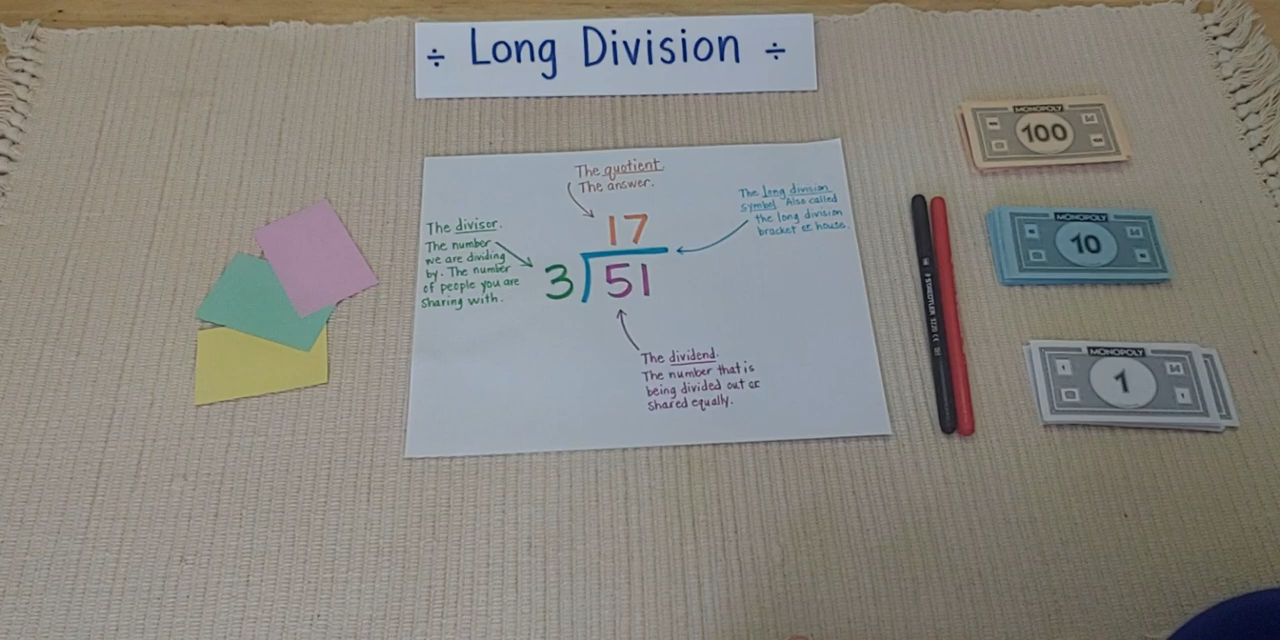 ÷ Long Division ÷
The quotient.
The answer.
The divisor.
The number
we are dividing
by. The number
of people you are
sharing with.
The long division
symbol. Also called
the long division
bracket or house.
17
3 51
The dividend.
The number that is
being divided out or
shared equally.
MONOPOLY
100
MONOPOLY
10
MONOPOLY
1